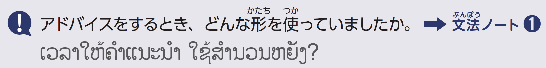 アドバイスをするとき、どんな形を使っていましたか。 ➡ 文法ノート❶
ເວລາໃຫ້ຄຳແນະນຳ ໃຊ້ສຳນວນຫຍັງ?